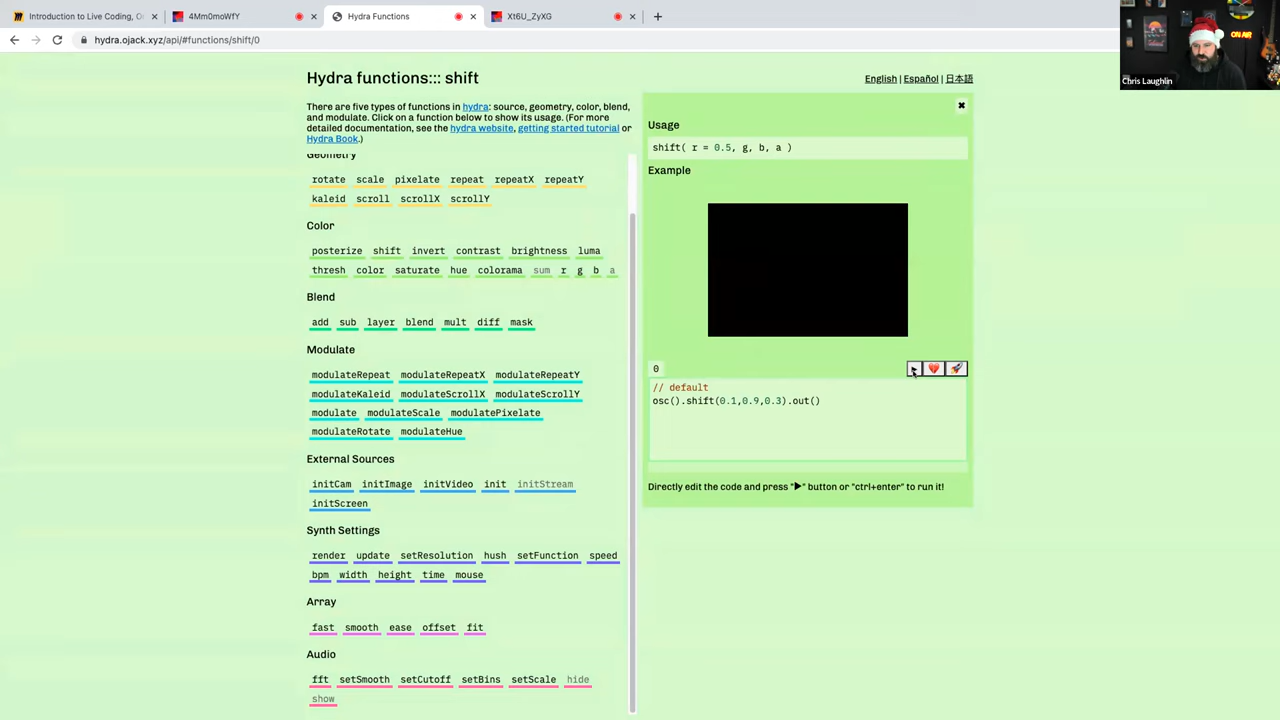 Introduction to Live Coding, O
4Mm0moWfY
Hydra Functions
Xt6U_ZyXG
hydra.ojack.xyz/api/#functions/shift/0
ON AIR
Chris Laughlin
Hydra functions::: shift
English | Español | 日本語
There are five types of functions in hydra: source, geometry, color, blend,
and modulate. Click on a function below to show its usage. (For more
detailed documentation, see the hydra website, getting started tutorial or
Hydra Book.)
Geometry
rotate scale pixelate repeat repeatX repeatY
kaleid scroll scrollX scrollY
Color
posterize shift invert contrast brightness luma
thresh color saturate hue colorama sum r g b a
Blend
add sub layer blend mult diff mask
Modulate
modulateRepeat modulateRepeatX modulateRepeatY
modulateKaleid modulateScrollX modulateScrollY
modulate modulateScale modulatePixelate
modulateRotate modulateHue
External Sources
initCam initImage initVideo init initStream
initScreen
Synth Settings
render update setResolution hush setFunction speed
bpm width height time mouse
Array
fast smooth ease offset fit
Audio
fft setSmooth setCutoff setBins setScale hide
show
Usage
shift( r = 0.5, g, b, a )
Example
0
// default
osc().shift(0.1,0.9,0.3).out()
Directly edit the code and press "▶" button or "ctrl+enter" to run it!